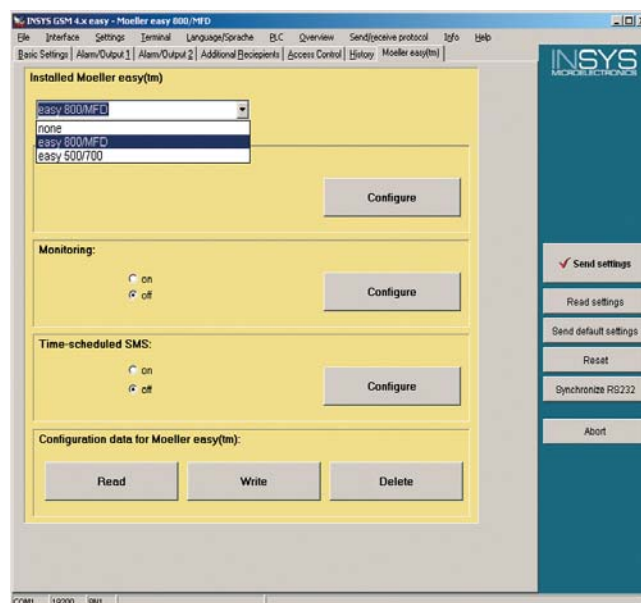 INSYS GSM 4.x easy - Moeller easy 800/MFD
File Interface Settings Terminal Language/Sprache PLC Overview Send/receive protocol Info Help
Basic Settings Alarm/Output 1 Alarm/Output 2 Additional Reciepients Access Control History Moeller easy(tm)
INSYS
MICROELECTRONICS
Installed Moeller easy(tm)
easy 800/MFD
none
easy 800/MFD
easy 500/700
Configure
Monitoring:
on
off
Configure
Time-scheduled SMS:
on
off
Configure
Configuration data for Moeller easy(tm):
Read Write Delete
Send settings
Read settings
Send default settings
Reset
Synchronize RS232
Abort
COM1 19200 8N1